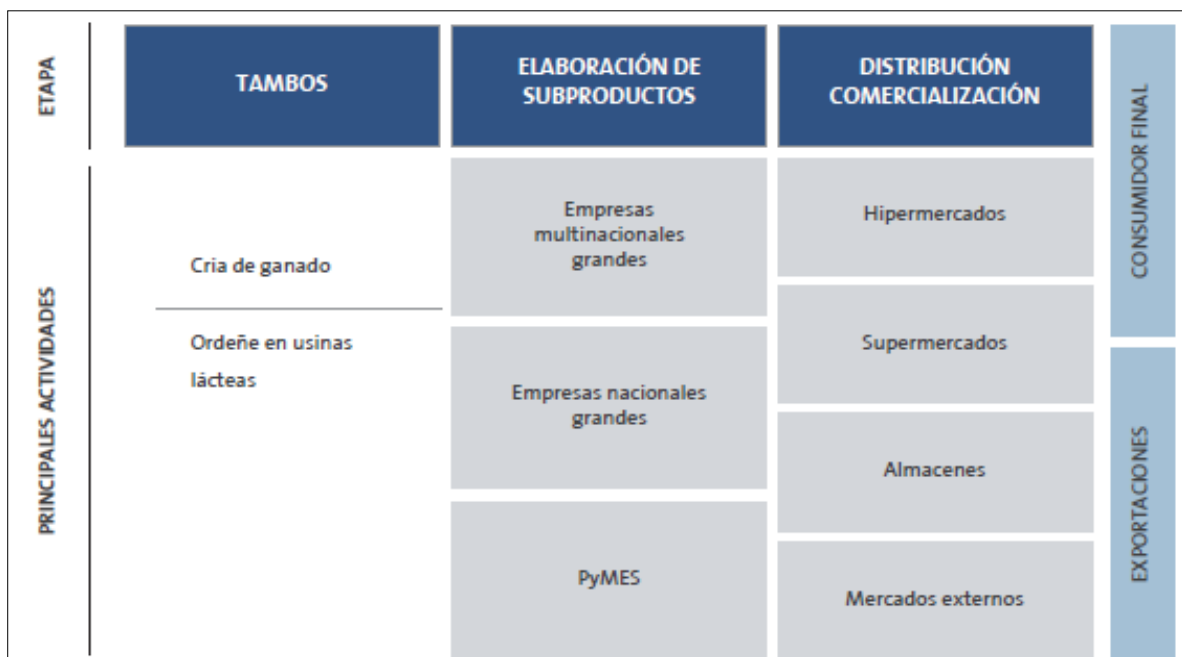 ETAPA
TAMBOS
ELABORACIÓN DE
SUBPRODUCTOS
DISTRIBUCIÓN
COMERCIALIZACIÓN
CONSUMIDOR FINAL
PRINCIPALES ACTIVIDADES
Cria de ganado
Ordeñe en usinas
lácteas
Empresas
multinacionales
grandes
Empresas nacionales
grandes
PyMES
Hipermercados
Supermercados
Almacenes
Mercados externos
EXPORTACIONES